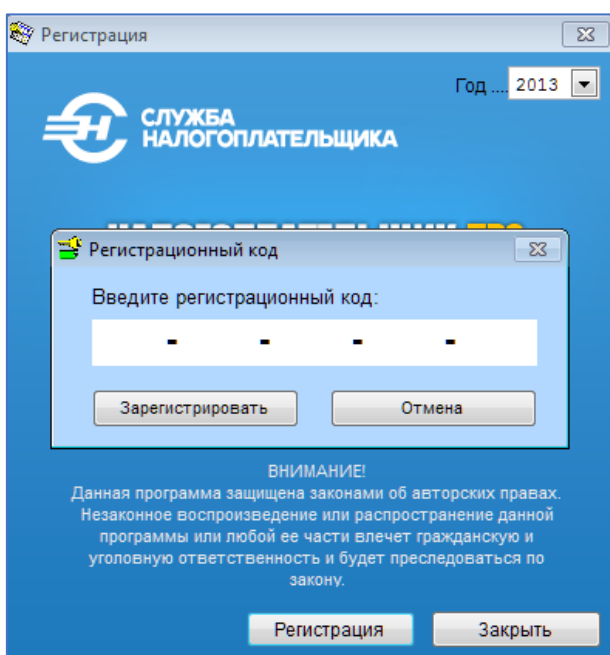 Регистрация
Год .... 2013
СЛУЖБА
НАЛОГОПЛАТЕЛЬЩИКА
Регистрационный код
Введите регистрационный код:
- - - -
Зарегистрировать Отмена
ВНИМАНИЕ!
Данная программа защищена законами об авторских правах.
Незаконное воспроизведение или распространение данной
программы или любой ее части влечет гражданскую и
уголовную ответственность и будет преследоваться по
закону.
Регистрация Закрыть